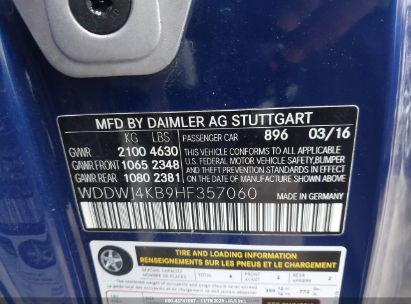 MFD BY DAIMLER AG STUTTGART
KG LBS PASSENGER CAR 896 03/16
GVWR 2100 4630
GAWR FRONT 1065 2348
GAWR REAR 1080 2381
THIS VEHICLE CONFORMS TO ALL APPLICABLE
U.S. FEDERAL MOTOR VEHICLE SAFETY, BUMPER
AND THEFT PREVENTION STANDARDS IN
EFFECT ON THE DATE OF MANUFACTURE
SHOWN ABOVE.
WDDWJ4KB9HF357060
TIRE AND LOADING INFORMATION
RENSEIGNEMENTS SUR LES PNEUS ET LE CHARGEMENT